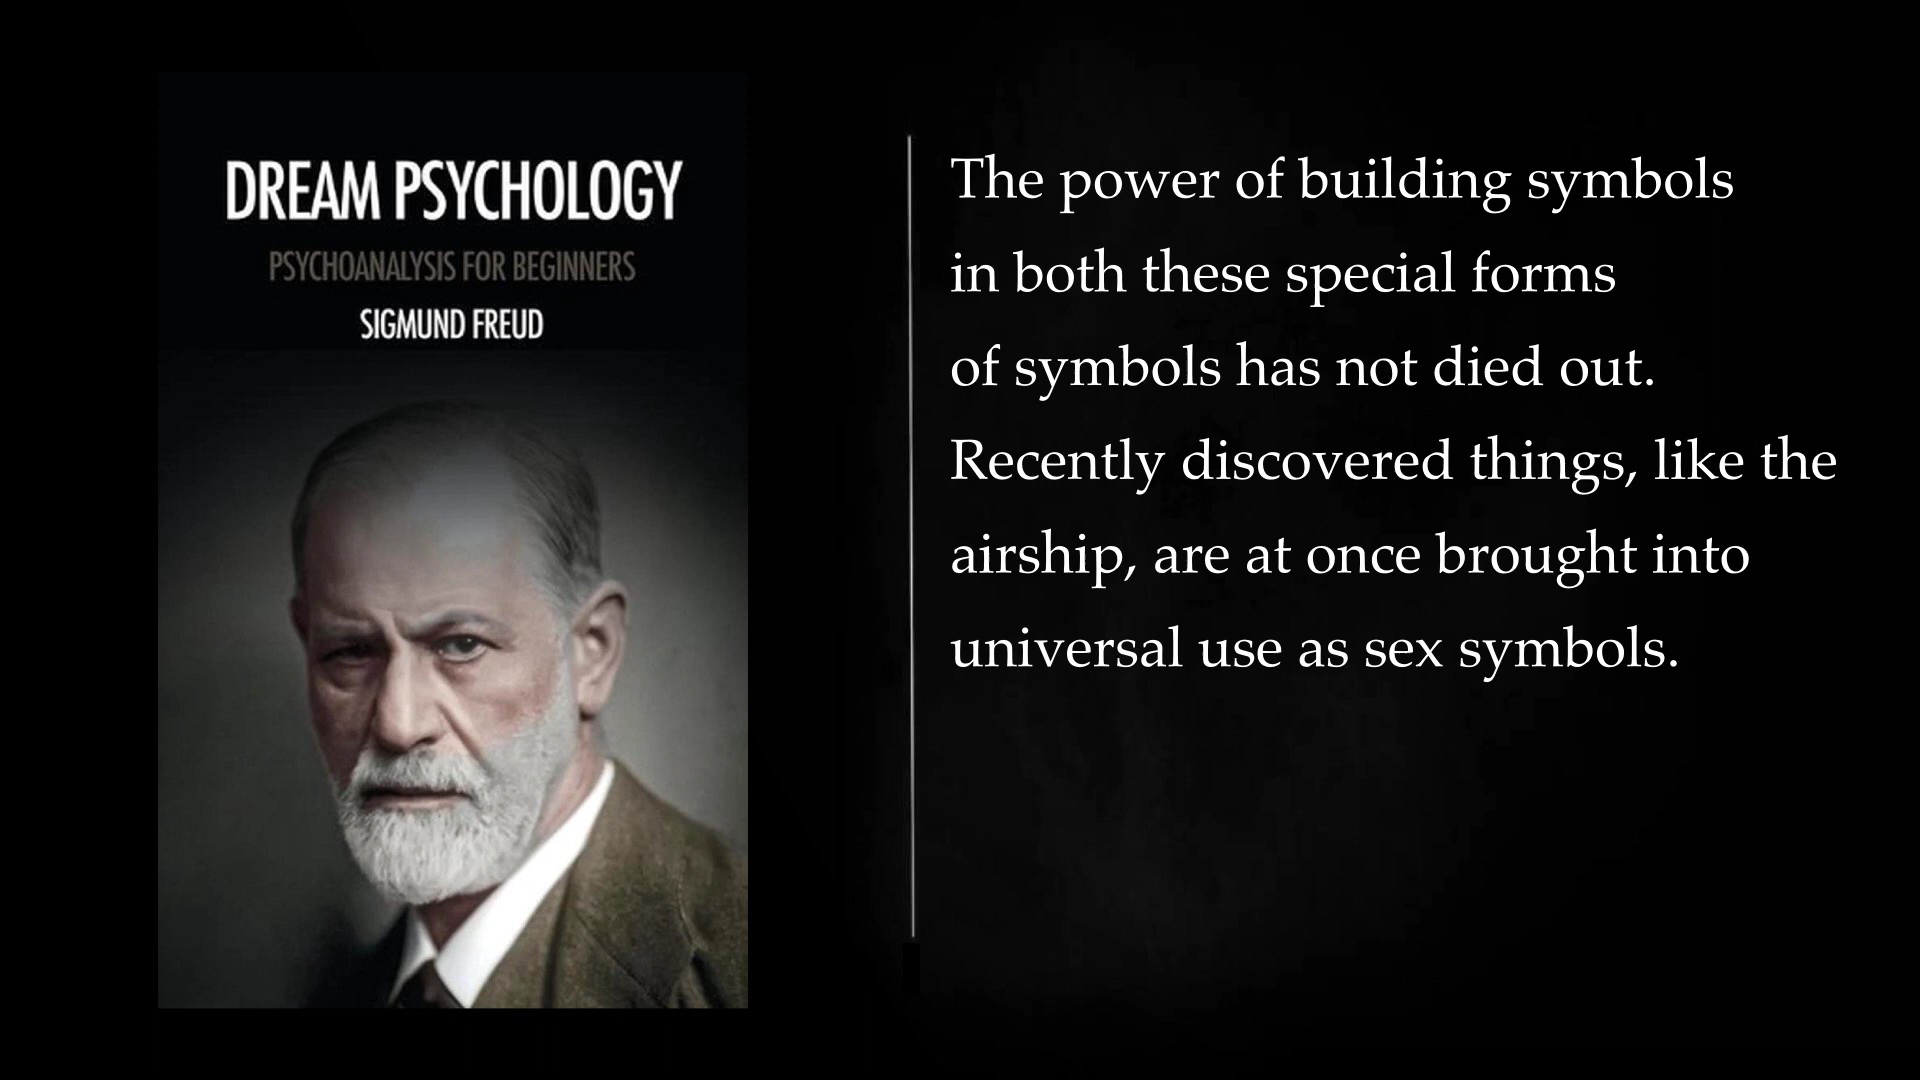 DREAM PSYCHOLOGY
PSYCHOANALYSIS FOR BEGINNERS
SIGMUND FREUD
The power of building symbols
in both these special forms
of symbols has not died out.
Recently discovered things, like the
airship, are at once brought into
universal use as sex symbols.